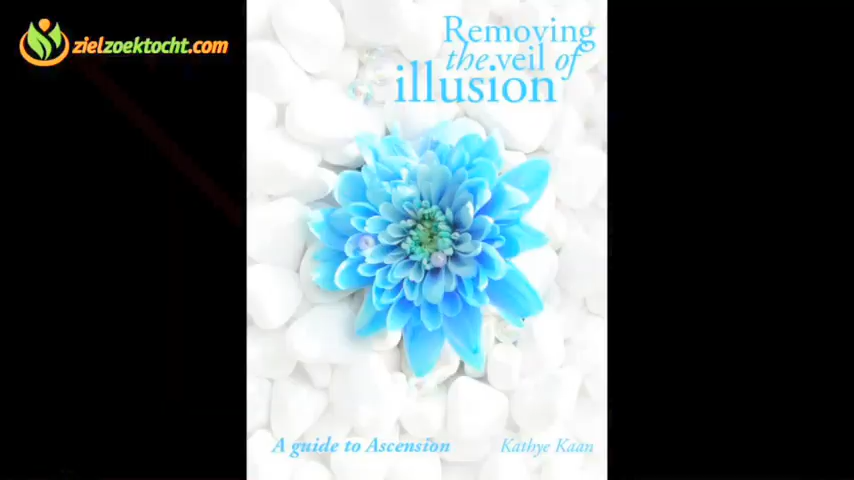 zielzoektocht.com
Removing
the veil of
illusion
A guide to Ascension
Kathye Kaan